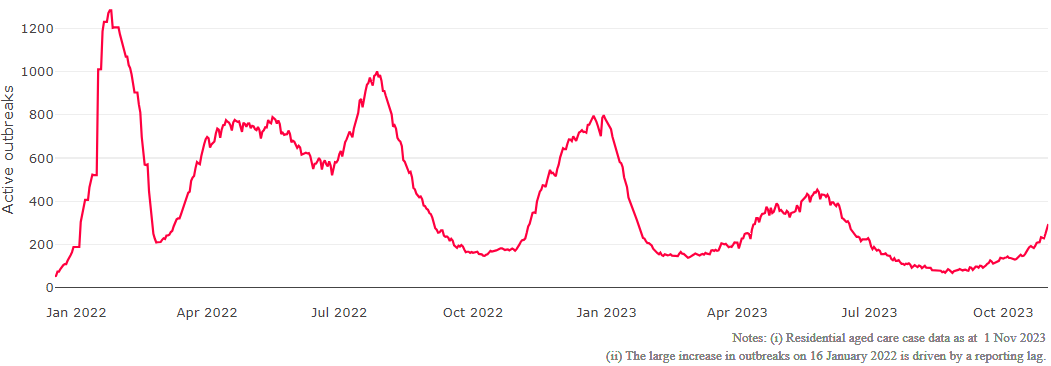 Active outbreaks
1200
1000
800
600
400
200
0
Jan 2022 Apr 2022 Jul 2022 Oct 2022 Jan 2023 Apr 2023 Jul 2023 Oct 2023
Notes: (i) Residential aged care case data as at 1 Nov 2023
(ii) The large increase in outbreaks on 16 January 2022 is driven by a reporting lag.